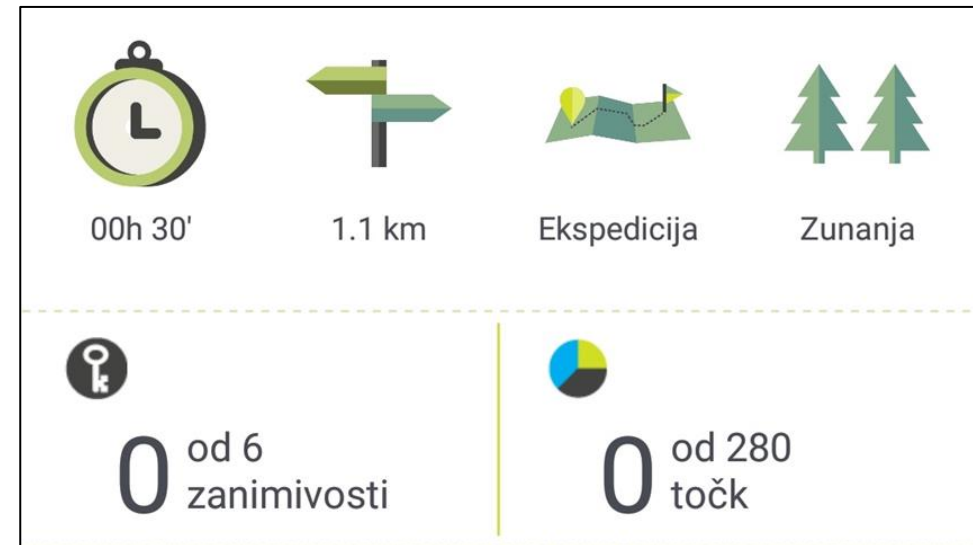 00h 30'
1.1 km
Ekspedicija
Zunanja
0 od 6
zanimivosti
0 od 280
točk